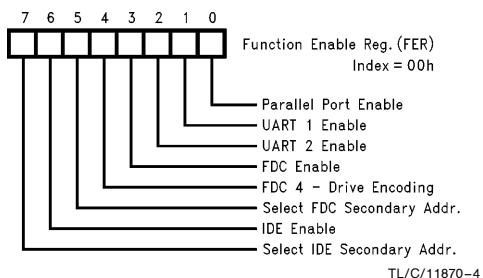 7 6 5 4 3 2 1 0
Function Enable Reg. (FER)
Index = 00h
Parallel Port Enable
UART 1 Enable
UART 2 Enable
FDC Enable
FDC 4 – Drive Encoding
Select FDC Secondary Addr.
IDE Enable
Select IDE Secondary Addr.
TL/C/11870–4